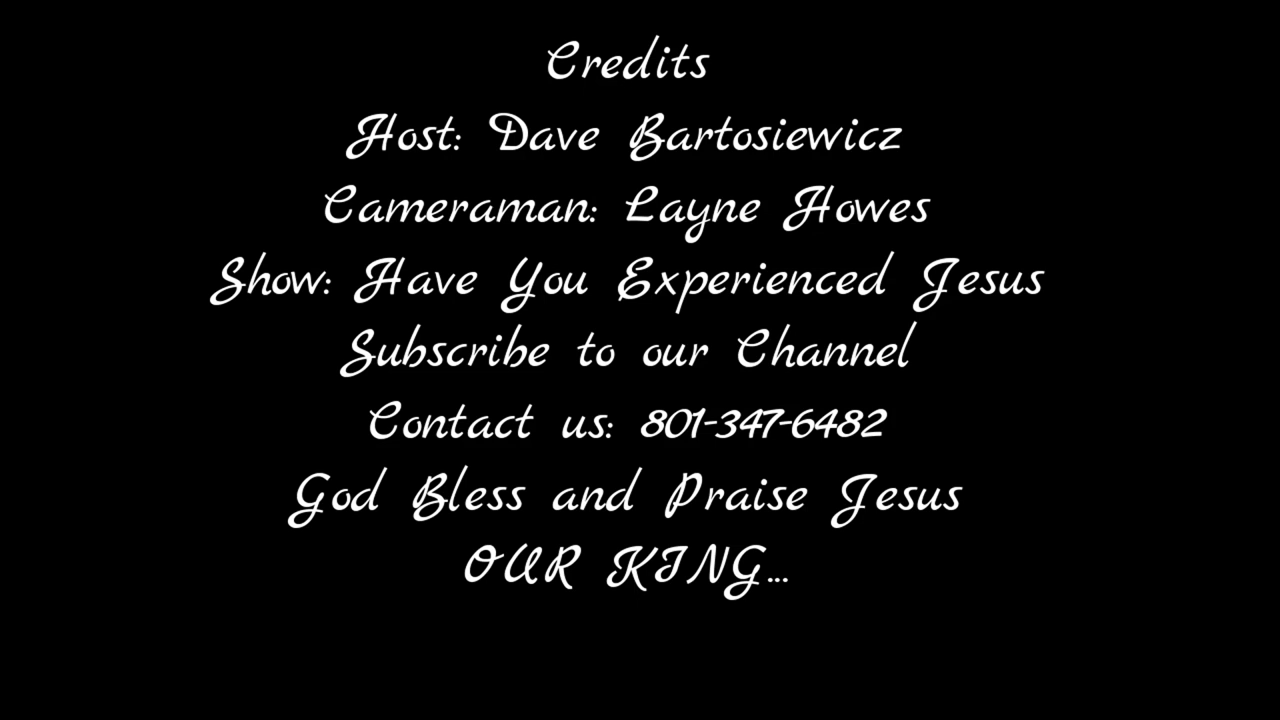 Credits
Host: Dave Bartosiewicz
Cameraman: Layne Howes
Show: Have You Experienced Jesus
Subscribe to our Channel
Contact us: 801-347-6482
God Bless and Praise Jesus
OUR KING...